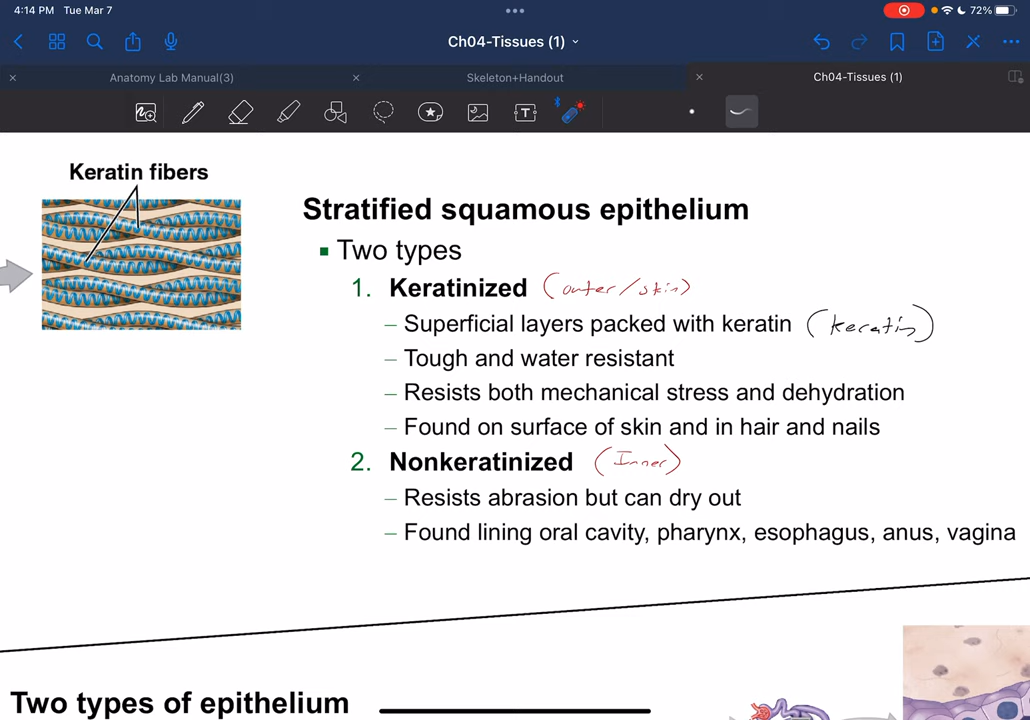 4:14 PM Tue Mar 7
72%
Ch04-Tissues (1)
Anatomy Lab Manual(3)
Skeleton+Handout
Ch04-Tissues (1)
Keratin fibers
Stratified squamous epithelium
Two types
1. Keratinized (outer/skin)
– Superficial layers packed with keratin (keratin)
– Tough and water resistant
– Resists both mechanical stress and dehydration
– Found on surface of skin and in hair and nails
2. Nonkeratinized (Inner)
– Resists abrasion but can dry out
– Found lining oral cavity, pharynx, esophagus, anus, vagina
Two types of epithelium